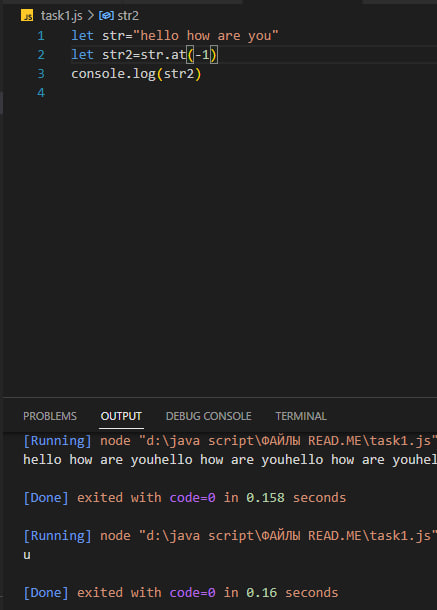 JS task1.js > str2
1 let str="hello how are you"
2 let str2=str.at(-1)
3 console.log(str2)
4
PROBLEMS OUTPUT DEBUG CONSOLE TERMINAL
[Running] node "d:\java script\ФАЙЛЫ READ.ME\task1.js"
hello how are youhello how are youhello how are youhel
[Done] exited with code=0 in 0.158 seconds
[Running] node "d:\java script\ФАЙЛЫ READ.ME\task1.js"
u
[Done] exited with code=0 in 0.16 seconds